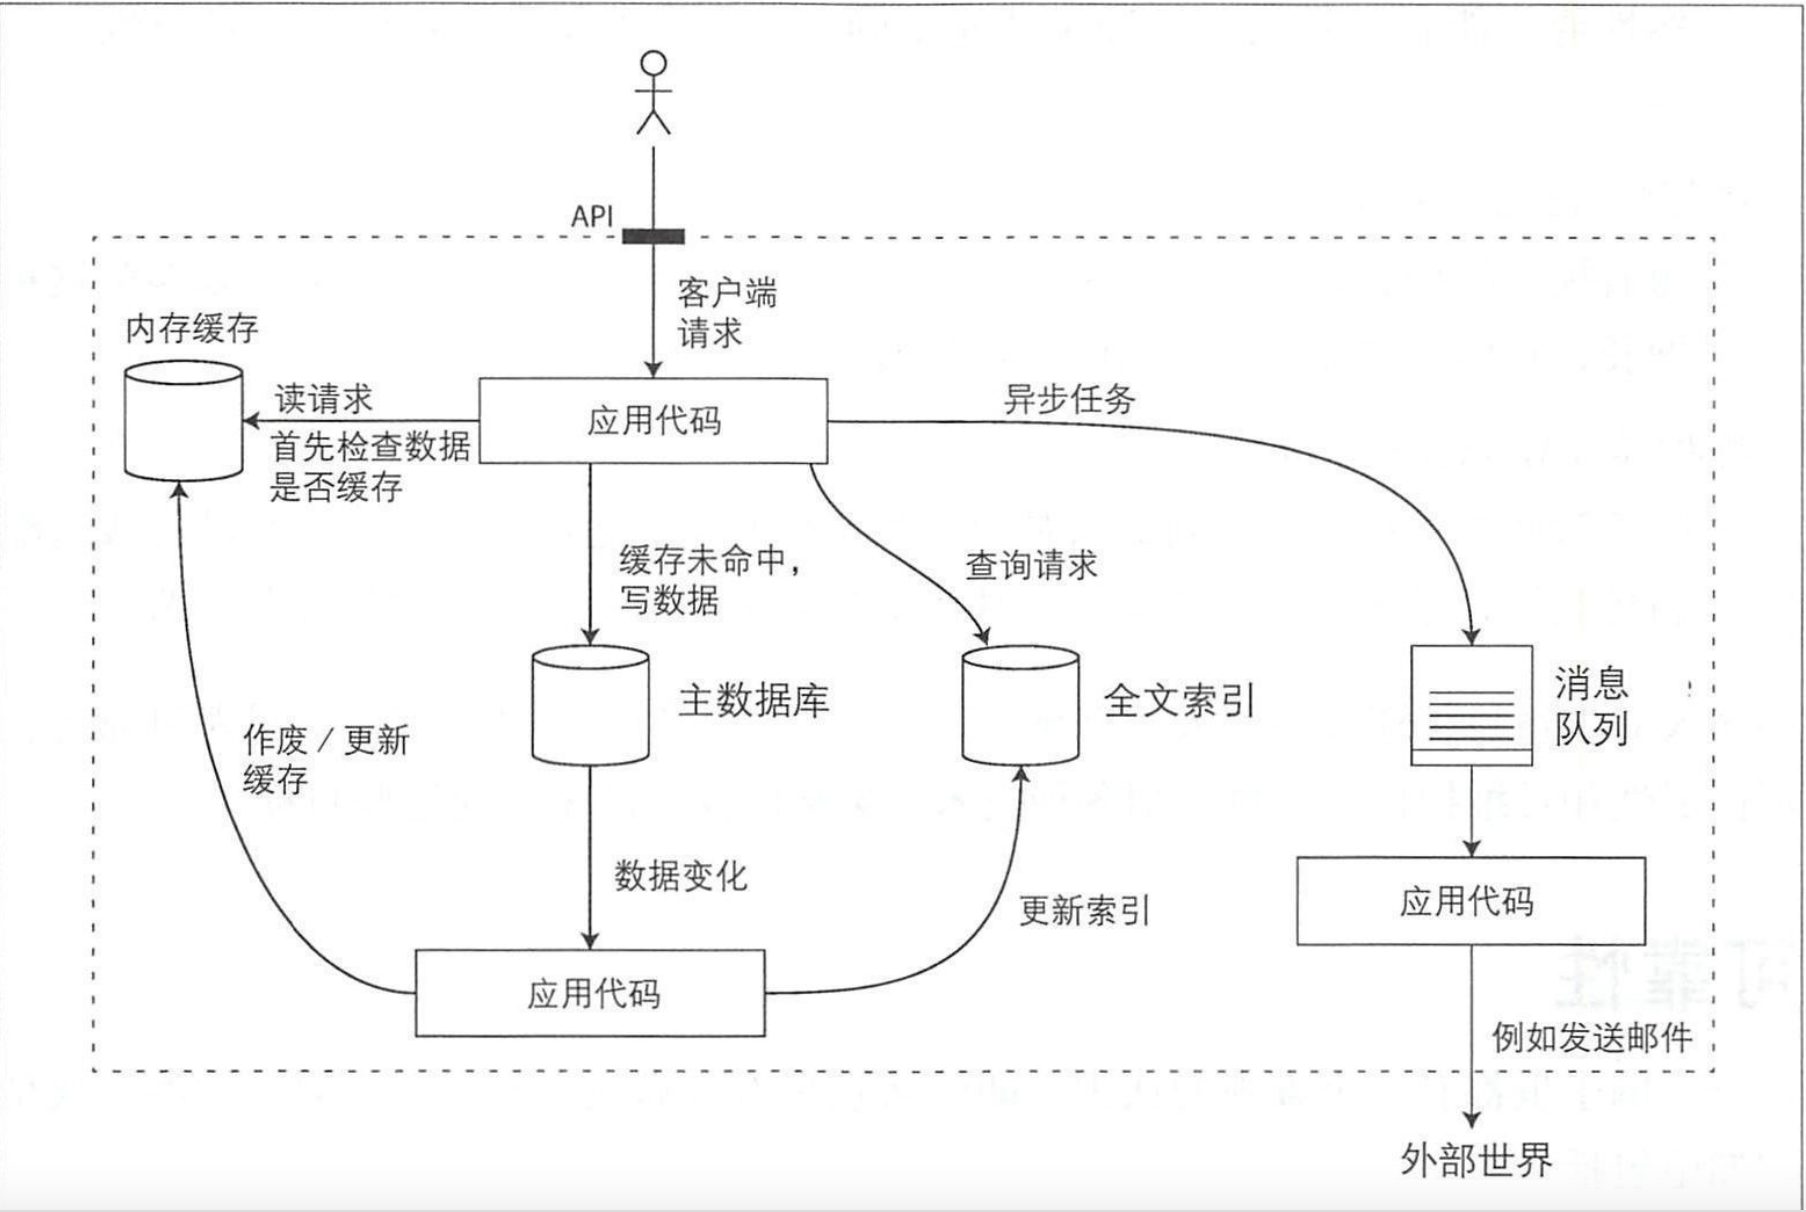 API
客户端
请求
内存缓存
读请求
首先检查数据
是否缓存
应用代码
异步任务
缓存未命中，
写数据
查询请求
主数据库
全文索引
消息
队列
作废 / 更新
缓存
数据变化
更新索引
应用代码
应用代码
例如发送邮件
外部世界
可靠性